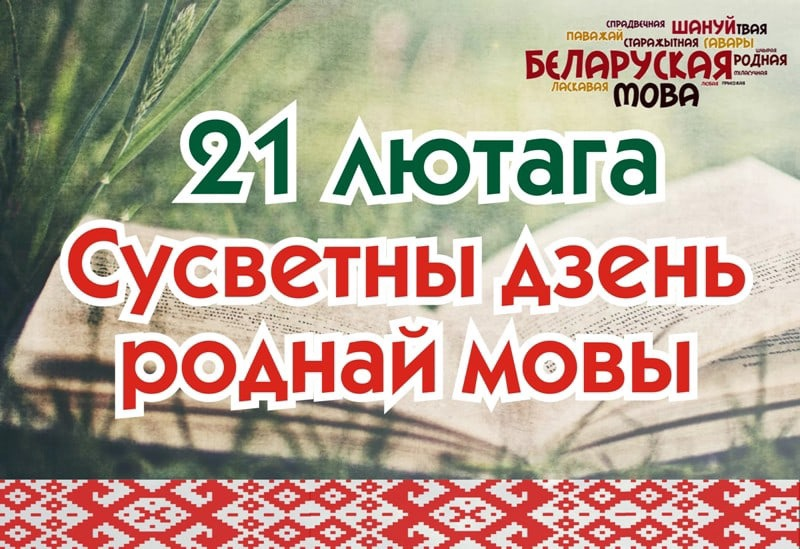 СПРАДВЕЧНАЯ ШАНУЙ ТВАЯ
ПАВАЖАЙ СТАРАЖЫТНАЯ ГАВАРЫ
БЕЛАРУСКАЯ РОДНАЯ
ЛАСКАВАЯ МОВА
21 лютага
Сусветны дзень
роднай мовы